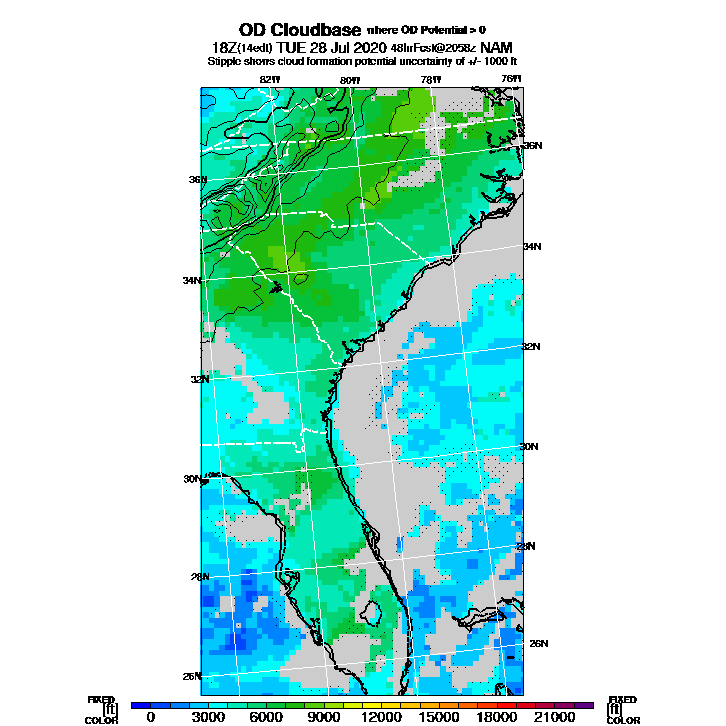 OD Cloudbase where OD Potential > 0
18Z(14edt) TUE 28 Jul 2020 48hrFcst@2058z NAM
Stipple shows cloud formation potential uncertainty of +/- 1000 ft
82W 80W 78W 76W
36N 36N
34N 34N
32N 32N
30N 30N
28N 28N
26N 26N
FIXED FIXED
[ft] 0 3000 6000 9000 12000 15000 18000 21000 [ft]
COLOR COLOR